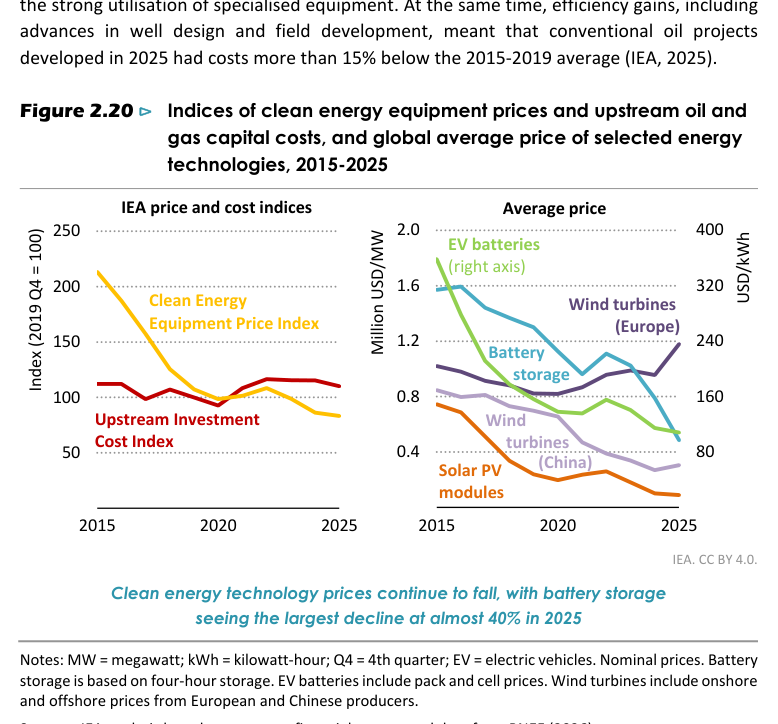 the strong utilisation of specialised equipment. At the same time, efficiency gains, including
advances in well design and field development, meant that conventional oil projects
developed in 2025 had costs more than 15% below the 2015-2019 average (IEA, 2025).
Figure 2.20 ▻ Indices of clean energy equipment prices and upstream oil and
gas capital costs, and global average price of selected energy
technologies, 2015-2025
IEA price and cost indices
Index (2019 Q4 = 100)
250
200
150
100
50
Clean Energy
Equipment Price Index
Upstream Investment
Cost Index
2015
2020
2025
Average price
Million USD/MW
2.0
1.6
1.2
0.8
0.4
USD/kWh
400
320
240
160
80
EV batteries
(right axis)
Wind turbines
(Europe)
Battery
storage
Wind
turbines
(China)
Solar PV
modules
2015
2020
2025
IEA. CC BY 4.0.
Clean energy technology prices continue to fall, with battery storage
seeing the largest decline at almost 40% in 2025
Notes: MW = megawatt; kWh = kilowatt-hour; Q4 = 4th quarter; EV = electric vehicles. Nominal prices. Battery
storage is based on four-hour storage. EV batteries include pack and cell prices. Wind turbines include onshore
and offshore prices from European and Chinese producers.